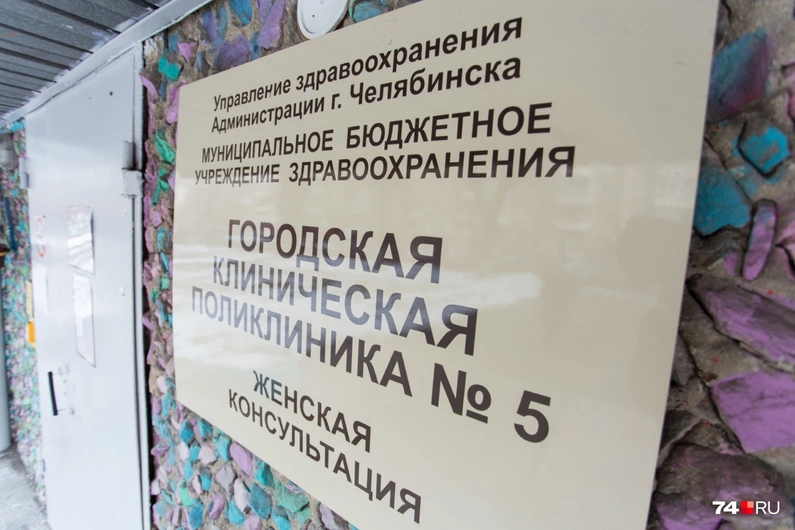 Управление здравоохранения
Администрации г. Челябинска
МУНИЦИПАЛЬНОЕ БЮДЖЕТНОЕ
УЧРЕЖДЕНИЕ ЗДРАВООХРАНЕНИЯ
ГОРОДСКАЯ
КЛИНИЧЕСКАЯ
ПОЛИКЛИНИКА № 5
ЖЕНСКАЯ
КОНСУЛЬТАЦИЯ
74.RU